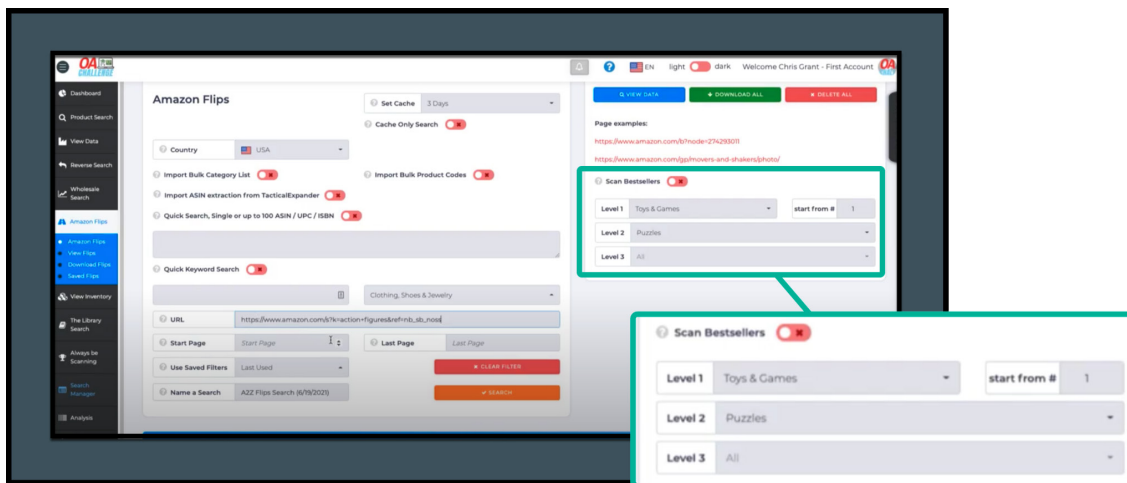 OA
CHALLENGE
EN light dark Welcome Chris Grant - First Account OA
Dashboard
Product Search
View Data
Reverse Search
Wholesale
Search
Amazon Flips
Amazon Flips
View Flips
Download Flips
Saved Flips
View Inventory
The Library
Search
Always be
Scanning
Search
Manager
Analysis
Amazon Flips
Set Cache 3 Days
Cache Only Search
Country USA
Import Bulk Category List
Import Bulk Product Codes
Import ASIN extraction from TacticalExpander
Quick Search, Single or up to 100 ASIN / UPC / ISBN
Quick Keyword Search
Clothing, Shoes & Jewelry
URL https://www.amazon.com/s?k=action+figures&ref=nb_sb_noss
Start Page Start Page
Last Page Last Page
Use Saved Filters Last Used
CLEAR FILTER
Name a Search A2Z Flips Search (6/19/2021)
SEARCH
VIEW DATA DOWNLOAD ALL DELETE ALL
Page examples:
https://www.amazon.com/b?node=274293011
https://www.amazon.com/gp/movers-and-shakers/photo/
Scan Bestsellers
Level 1 Toys & Games start from # 1
Level 2 Puzzles
Level 3 All
Scan Bestsellers
Level 1 Toys & Games start from # 1
Level 2 Puzzles
Level 3 All